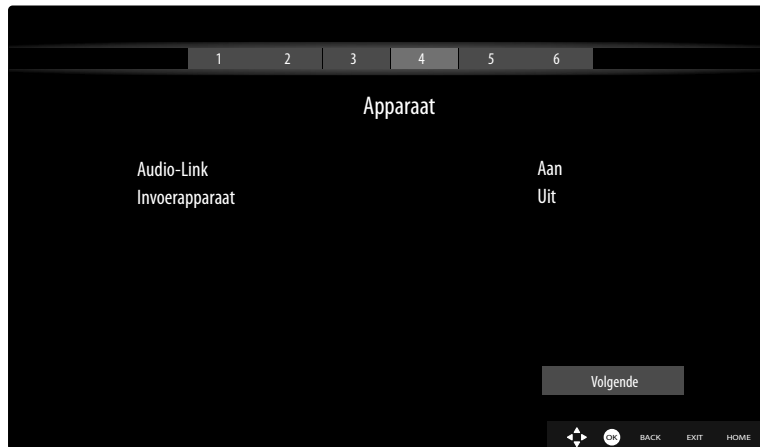 1 2 3 4 5 6
Apparaat
Audio-Link Aan
Invoerapparaat Uit
Volgende
OK BACK EXIT HOME